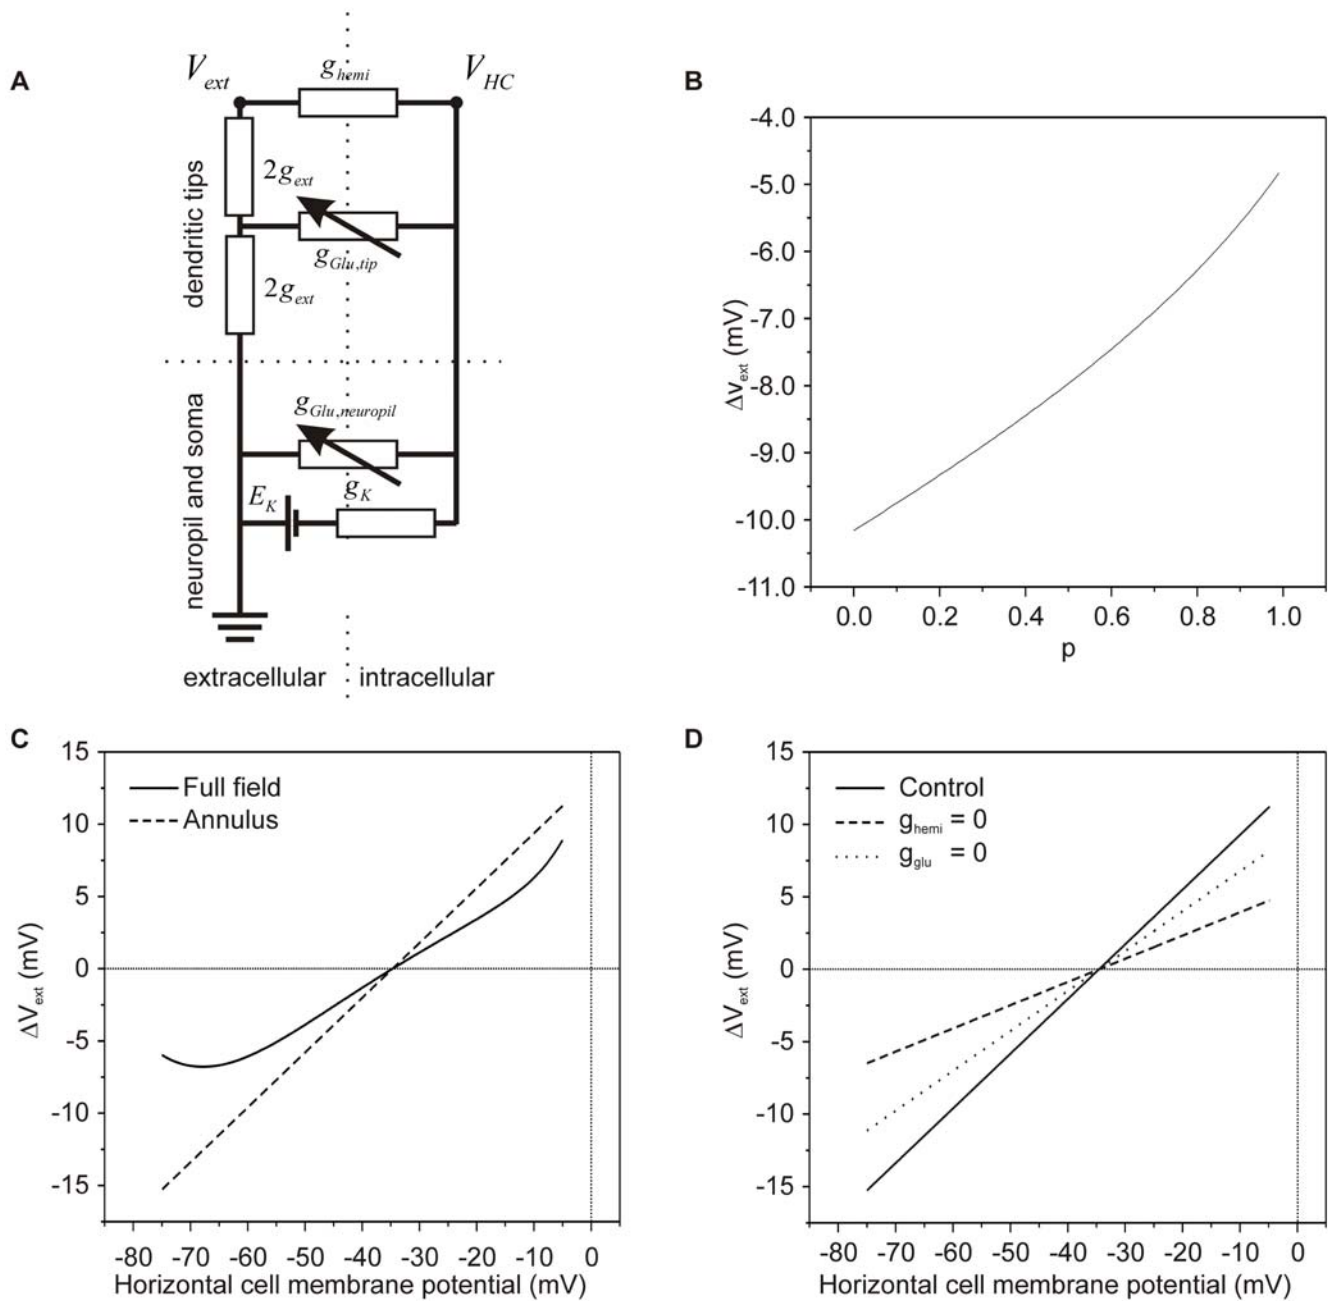 A
V_ext
g_hemi
V_HC
dendritic tips
2g_ext
g_Glu,tip
2g_ext
neuropil and soma
g_Glu,neuropil
E_K
g_K
extracellular
intracellular
B
-4.0
-5.0
-6.0
-7.0
-8.0
-9.0
-10.0
-11.0
Δv_ext (mV)
0.0 0.2 0.4 0.6 0.8 1.0
p
C
15
10
5
0
-5
-10
-15
ΔV_ext (mV)
Full field
Annulus
-80 -70 -60 -50 -40 -30 -20 -10 0
Horizontal cell membrane potential (mV)
D
15
10
5
0
-5
-10
-15
ΔV_ext (mV)
Control
g_hemi = 0
g_glu = 0
-80 -70 -60 -50 -40 -30 -20 -10 0
Horizontal cell membrane potential (mV)